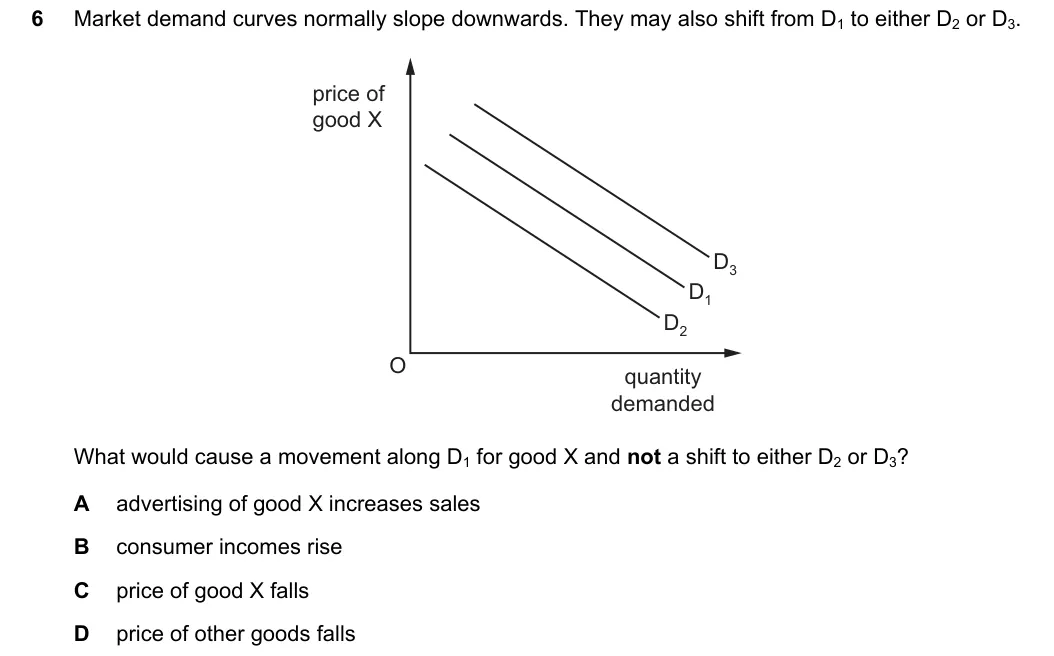 6 Market demand curves normally slope downwards. They may also shift from D₁ to either D₂ or D₃.
price of
good X
D₃
D₁
D₂
O
quantity
demanded
What would cause a movement along D₁ for good X and not a shift to either D₂ or D₃?
A advertising of good X increases sales
B consumer incomes rise
C price of good X falls
D price of other goods falls